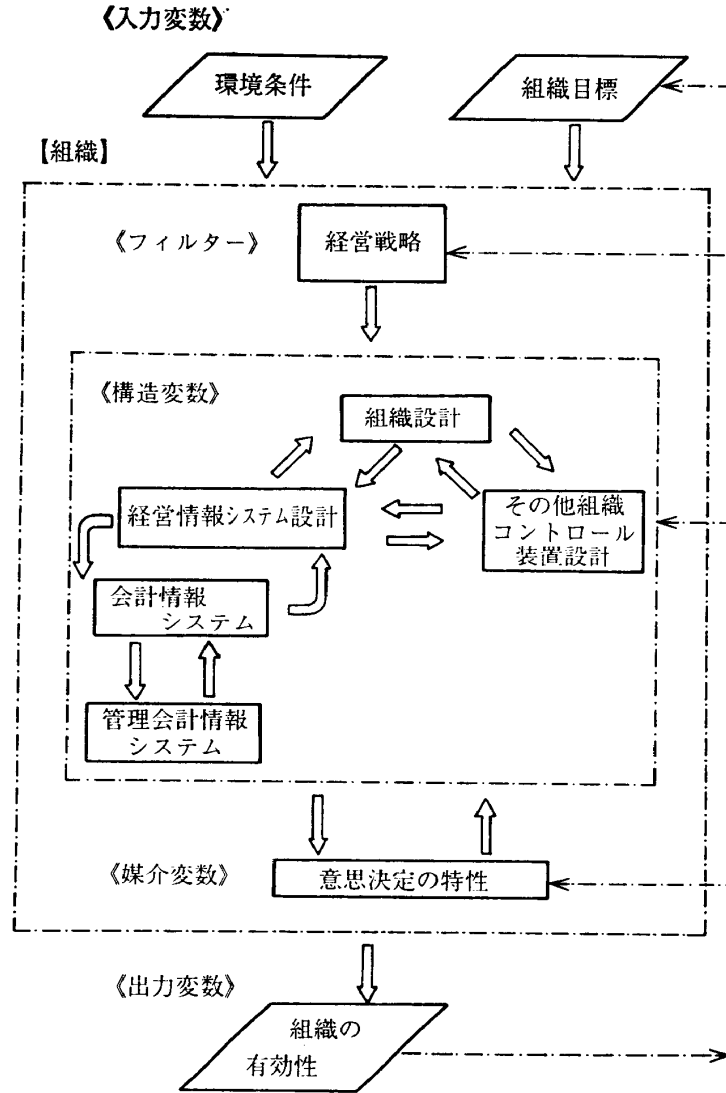 《入力変数》
環境条件
組織目標
【組織】
《フィルター》
経営戦略
《構造変数》
組織設計
経営情報システム設計
その他組織
コントロール
装置設計
会計情報
システム
管理会計情報
システム
《媒介変数》
意思決定の特性
《出力変数》
組織の
有効性